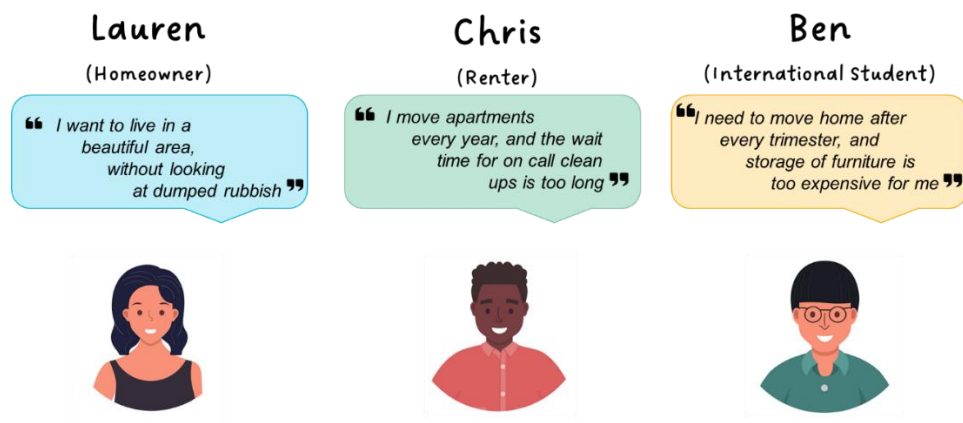 Lauren
(Homeowner)
“ I want to live in a
beautiful area,
without looking
at dumped rubbish ”
Chris
(Renter)
“ I move apartments
every year, and the wait
time for on call clean
ups is too long ”
Ben
(International Student)
“I need to move home after
every trimester, and
storage of furniture is
too expensive for me ”